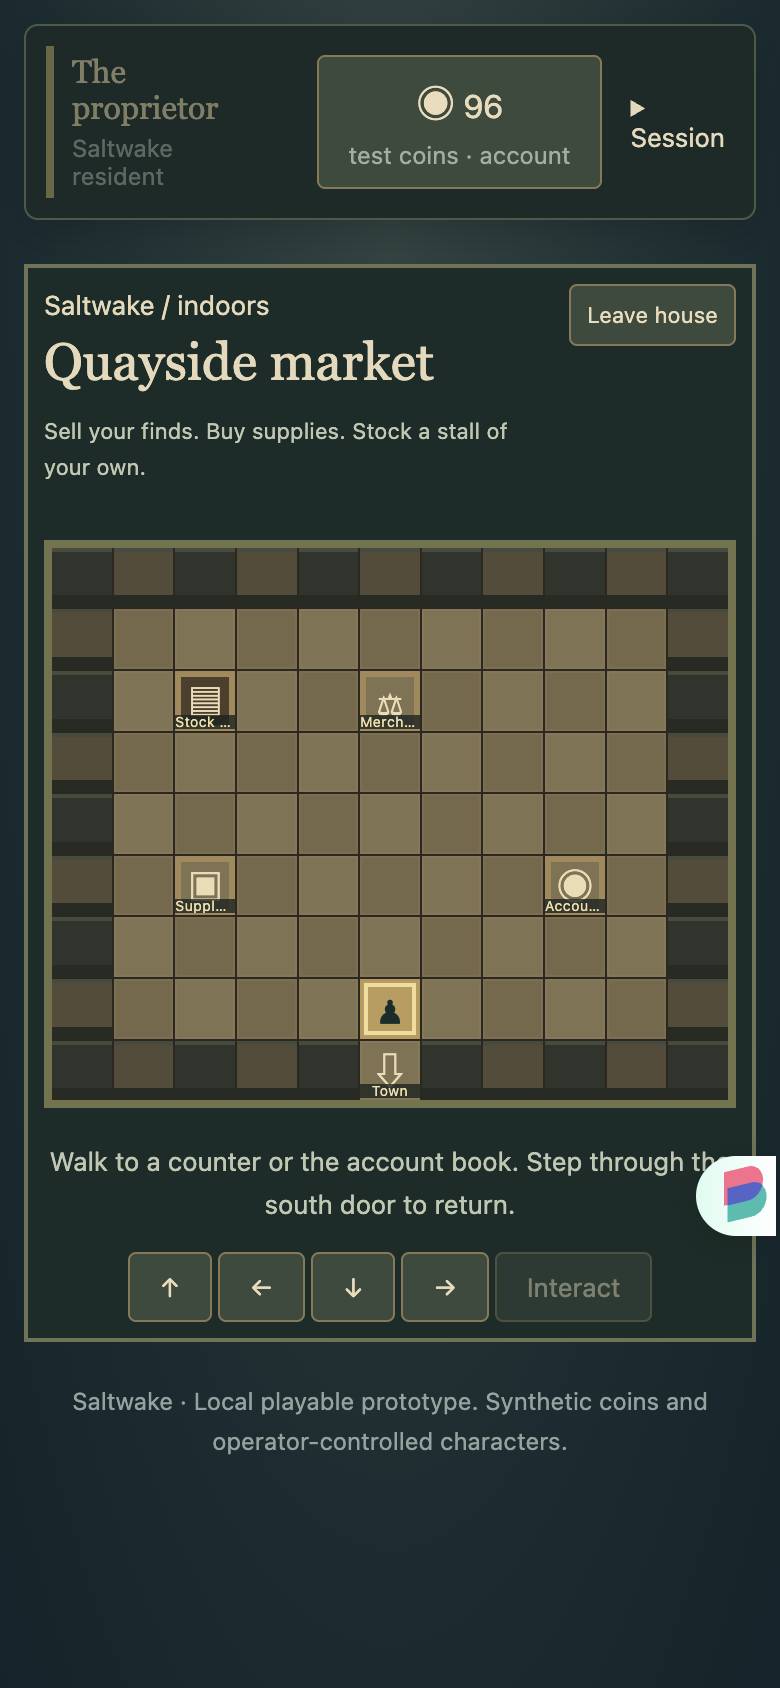 The
proprietor
Saltwake
resident
96
test coins · account
Session
Saltwake / indoors
Leave house
Quayside market
Sell your finds. Buy supplies. Stock a stall of
your own.
Stock ...
Merch...
Suppl...
Accou...
Town
Walk to a counter or the account book. Step through the
south door to return.
↑ ← ↓ → Interact
Saltwake · Local playable prototype. Synthetic coins and
operator-controlled characters.